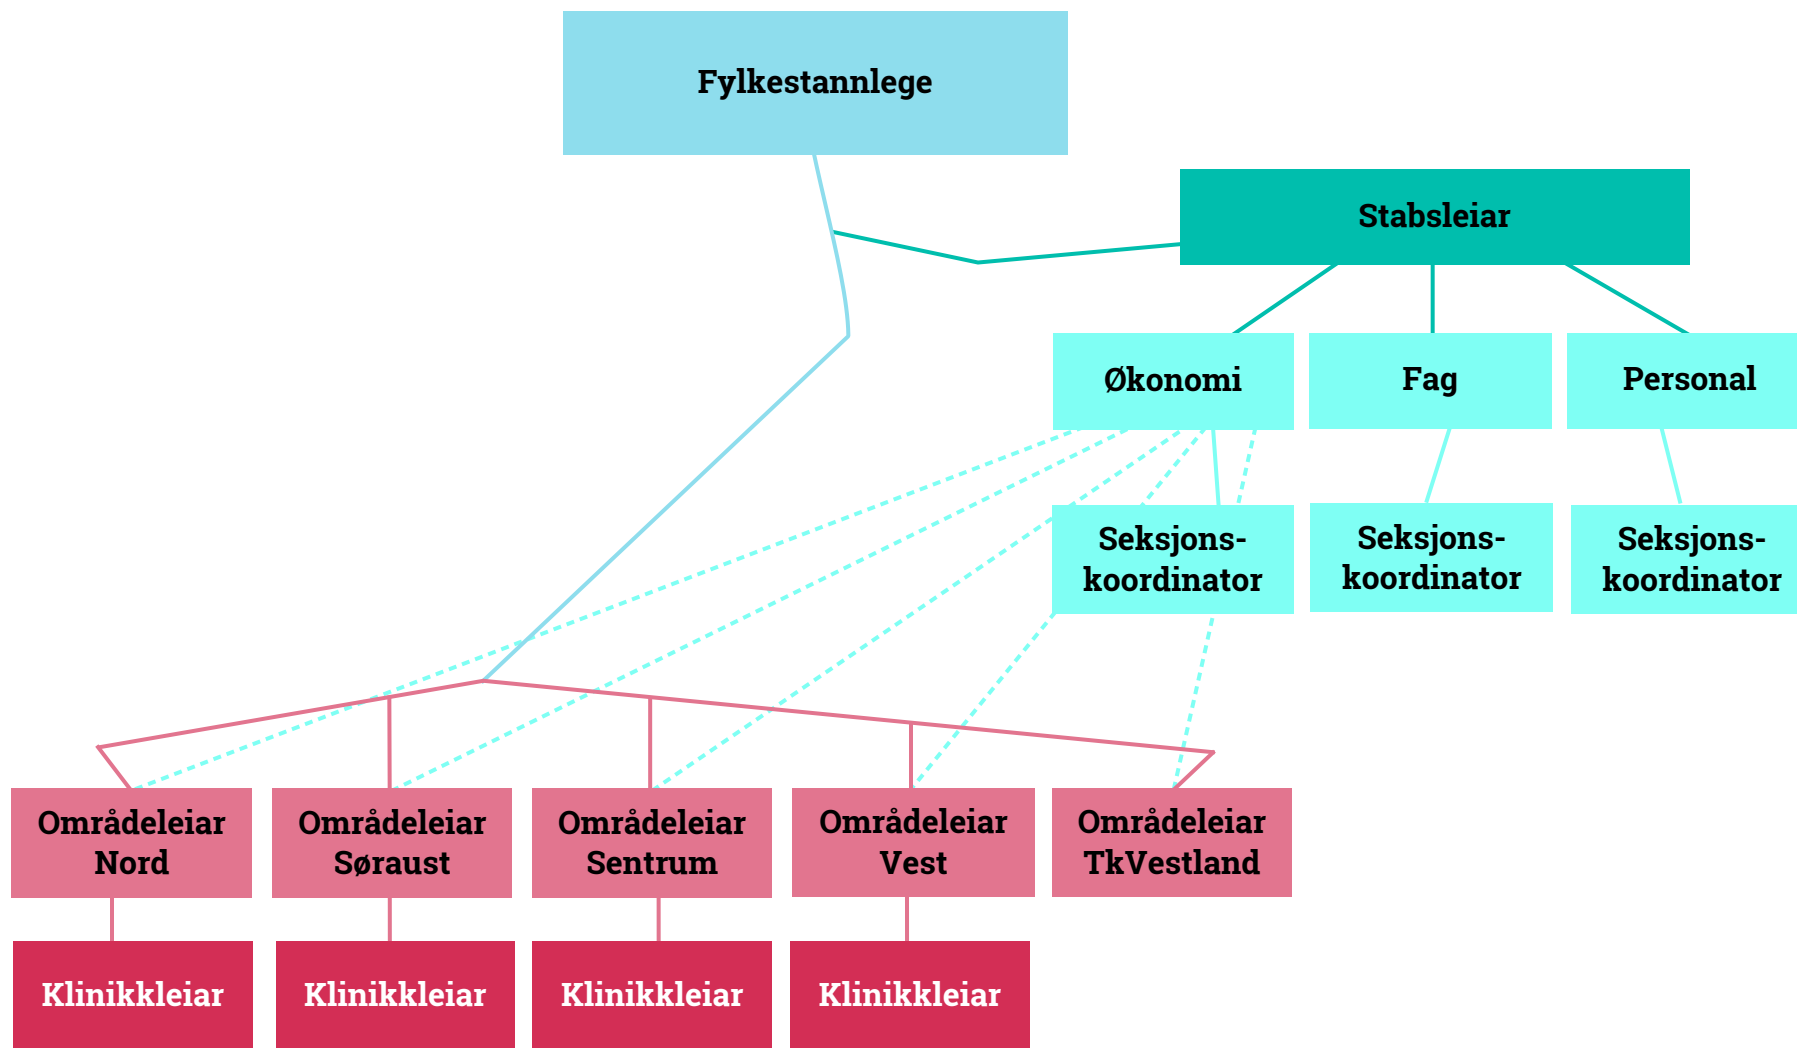 Fylkestannlege
Stabsleiar
Økonomi
Fag
Personal
Seksjons-
koordinator
Seksjons-
koordinator
Seksjons-
koordinator
Områdeleiar
Nord
Områdeleiar
Søraust
Områdeleiar
Sentrum
Områdeleiar
Vest
Områdeleiar
TkVestland
Klinikkleiar
Klinikkleiar
Klinikkleiar
Klinikkleiar